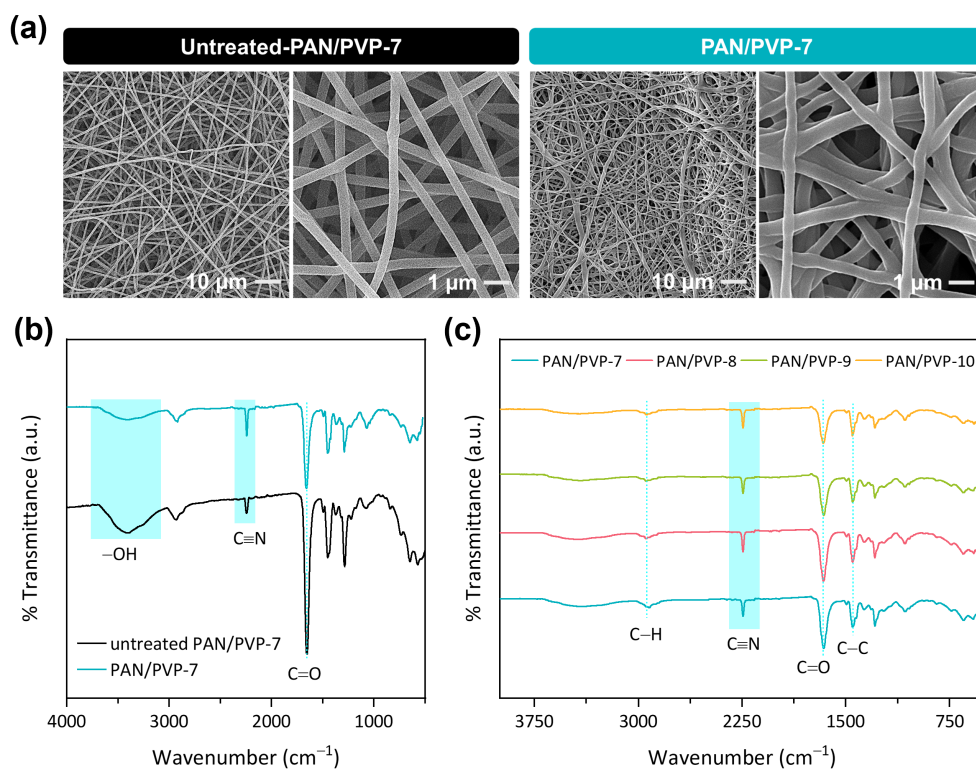 (a)
Untreated-PAN/PVP-7
PAN/PVP-7
10 µm
1 µm
10 µm
1 µm
(b)
% Transmittance (a.u.)
−OH
C≡N
C=O
untreated PAN/PVP-7
PAN/PVP-7
4000 3000 2000 1000
Wavenumber (cm⁻¹)
(c)
PAN/PVP-7 PAN/PVP-8 PAN/PVP-9 PAN/PVP-10
% Transmittance (a.u.)
C−H
C≡N
C=O
C−C
3750 3000 2250 1500 750
Wavenumber (cm⁻¹)